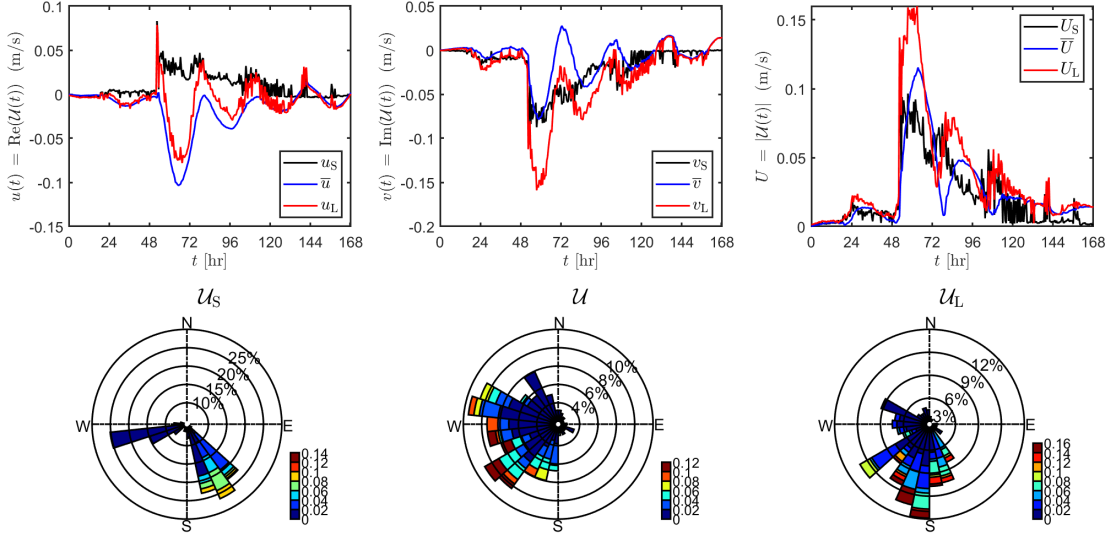 u(t) = Re(𝒰(t)) (m/s)
0.1
0.05
0
-0.05
-0.1
-0.15
0 24 48 72 96 120 144 168
t [hr]
u_S
u̅
u_L
v(t) = Im(𝒰(t)) (m/s)
0.05
0
-0.05
-0.1
-0.15
-0.2
0 24 48 72 96 120 144 168
t [hr]
v_S
v̅
v_L
U = |𝒰(t)| (m/s)
0.15
0.1
0.05
0
0 24 48 72 96 120 144 168
t [hr]
U_S
U̅
U_L
𝒰_S
N
W E
S
25%
20%
15%
10%
0.14
0.12
0.1
0.08
0.06
0.04
0.02
0
𝒰
N
W E
S
10%
8%
6%
4%
0.12
0.1
0.08
0.06
0.04
0.02
0
𝒰_L
N
W E
S
12%
9%
6%
3%
0.16
0.14
0.12
0.1
0.08
0.06
0.04
0.02
0